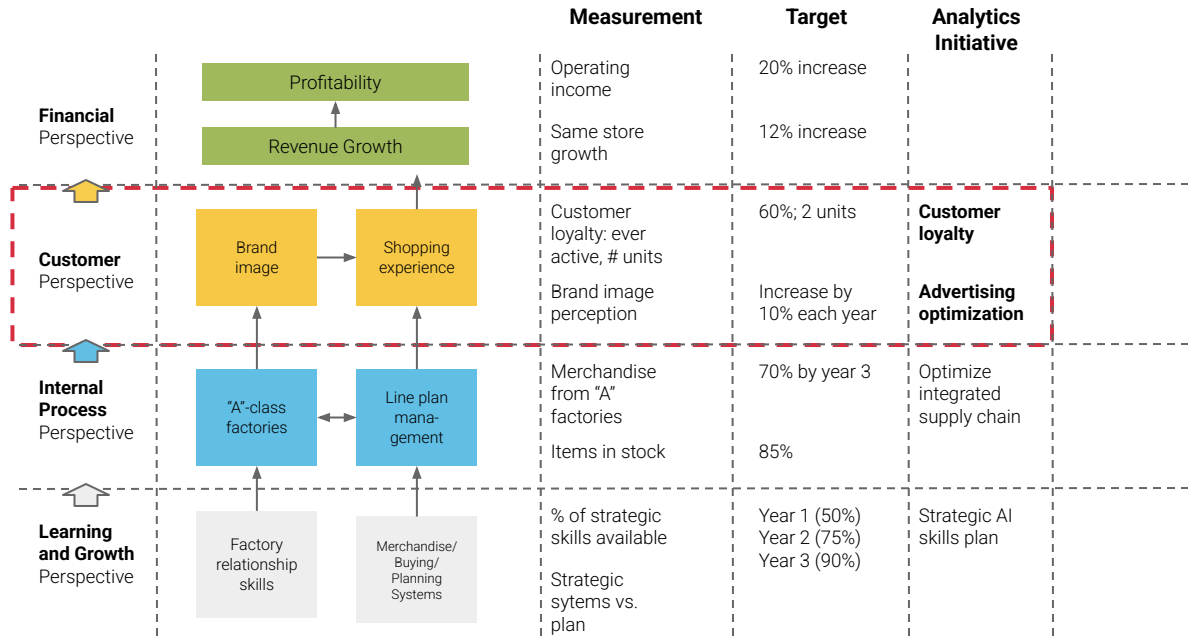 Measurement
Target
Analytics
Initiative
Financial
Perspective
Profitability
Revenue Growth
Operating
income
20% increase
Same store
growth
12% increase
Customer
Perspective
Brand
image
Shopping
experience
Customer
loyalty: ever
active, # units
60%; 2 units
Customer
loyalty
Brand image
perception
Increase by
10% each year
Advertising
optimization
Internal
Process
Perspective
“A”-class
factories
Line plan
mana-
gement
Merchandise
from “A”
factories
70% by year 3
Optimize
integrated
supply chain
Items in stock
85%
Learning
and Growth
Perspective
Factory
relationship
skills
Merchandise/
Buying/
Planning
Systems
% of strategic
skills available
Year 1 (50%)
Year 2 (75%)
Year 3 (90%)
Strategic AI
skills plan
Strategic
sytems vs.
plan